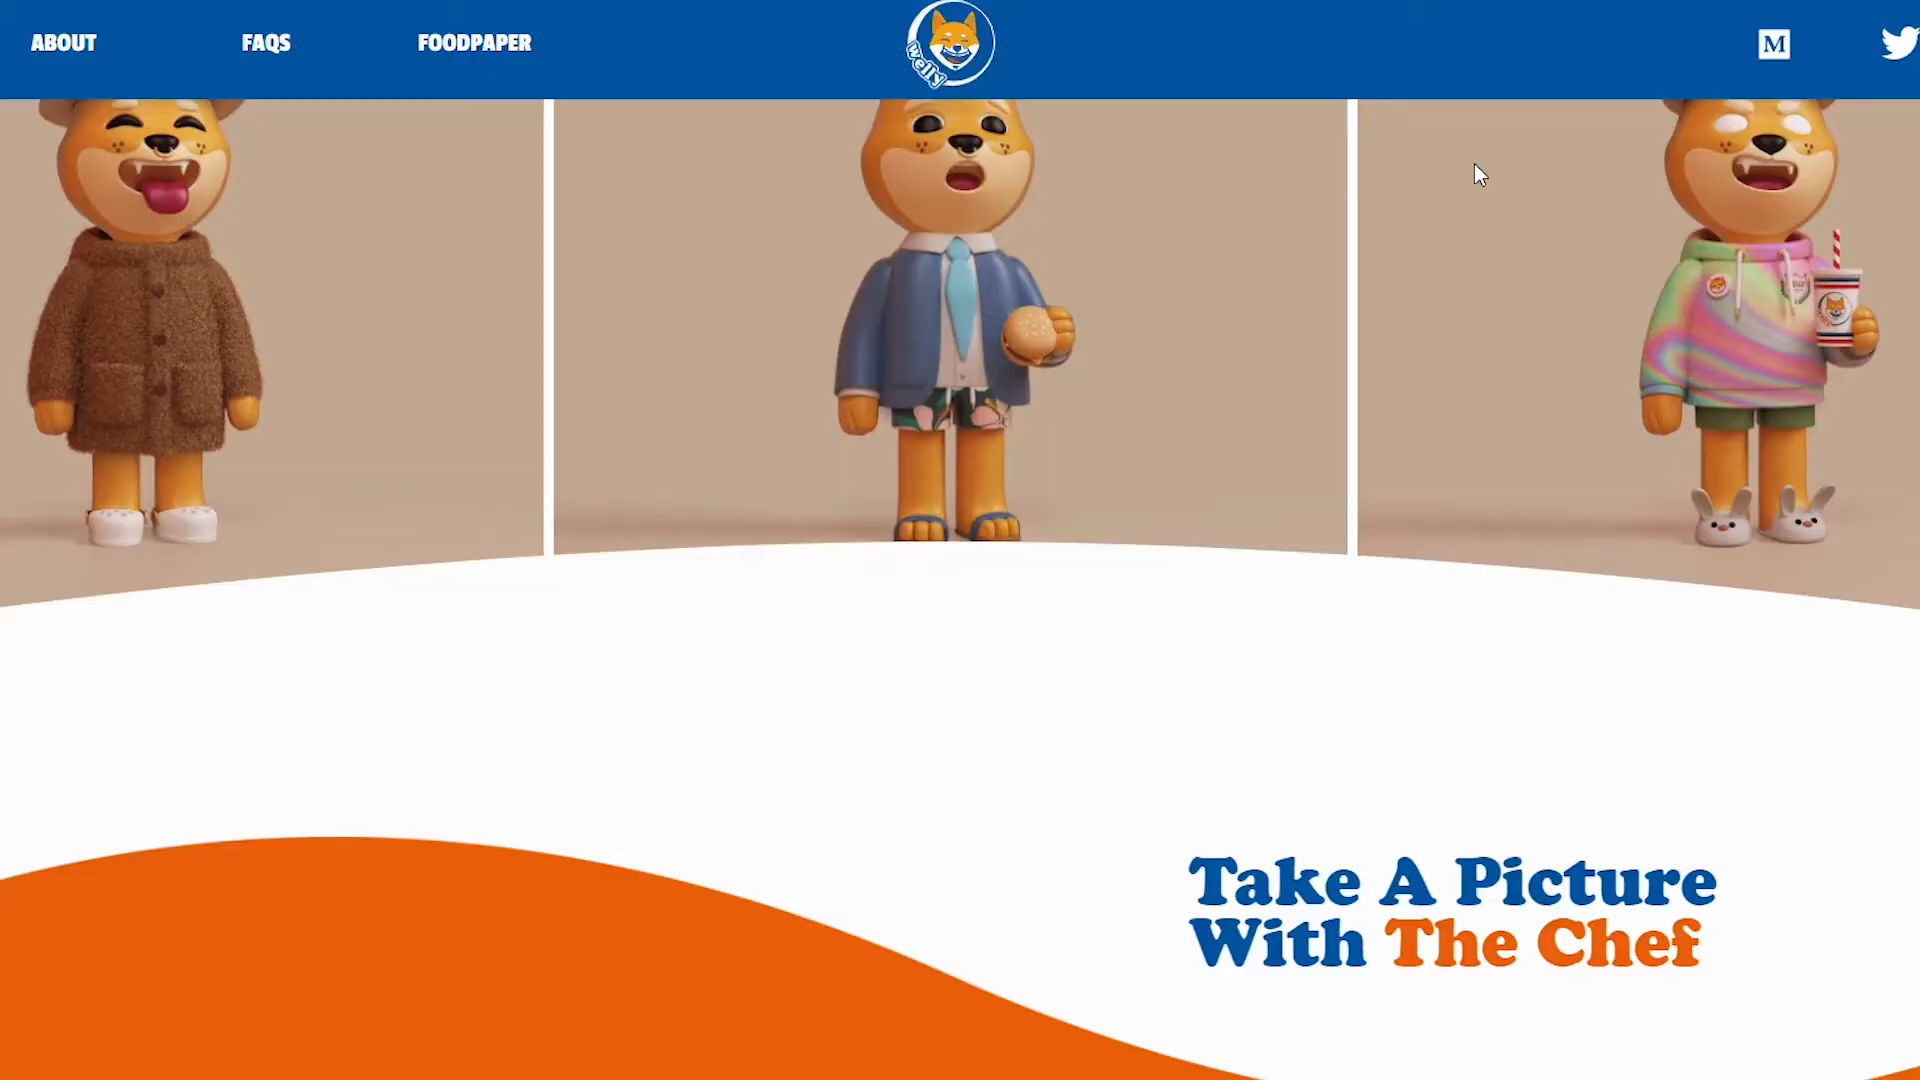 ABOUT
FAQS
FOODPAPER
welly
M
Take A Picture
With The Chef